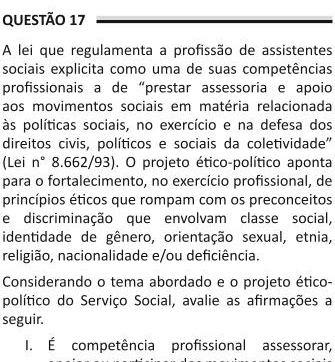 QUESTÃO 17
A lei que regulamenta a profissão de assistentes
sociais explicita como uma de suas competências
profissionais a de “prestar assessoria e apoio
aos movimentos sociais em matéria relacionada
às políticas sociais, no exercício e na defesa dos
direitos civis, políticos e sociais da coletividade”
(Lei n° 8.662/93). O projeto ético-político aponta
para o fortalecimento, no exercício profissional, de
princípios éticos que rompam com os preconceitos
e discriminação que envolvam classe social,
identidade de gênero, orientação sexual, etnia,
religião, nacionalidade e/ou deficiência.
Considerando o tema abordado e o projeto ético-
político do Serviço Social, avalie as afirmações a
seguir.
I. É competência profissional assessorar,